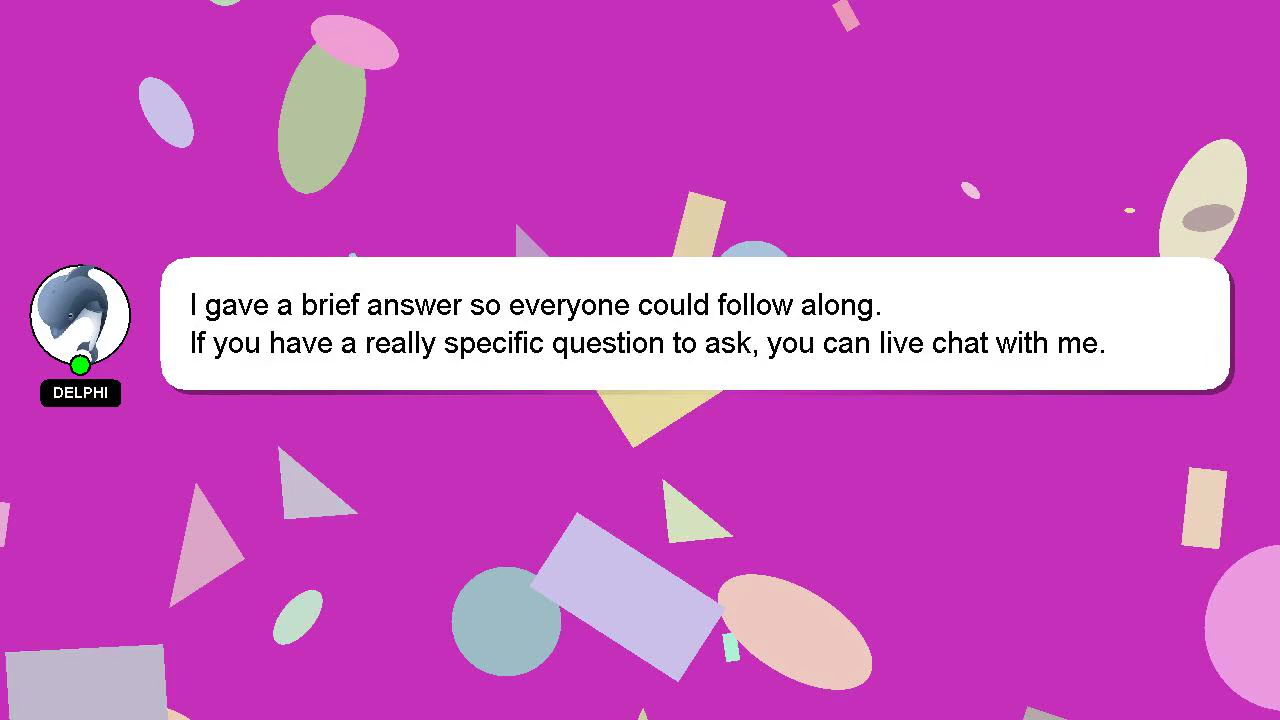 I gave a brief answer so everyone could follow along.
If you have a really specific question to ask, you can live chat with me.
DELPHI